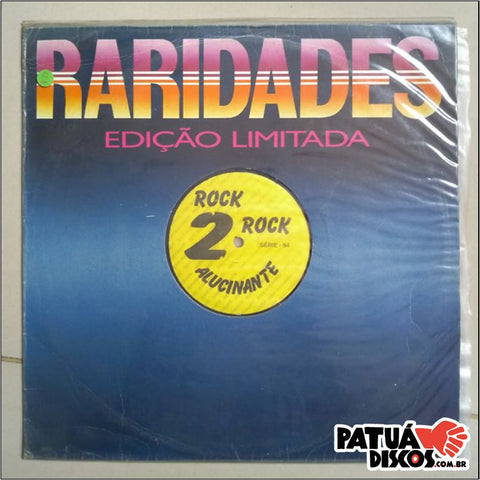 RARIDADES
EDIÇÃO LIMITADA
ROCK
2 ROCK
SÉRIE - 94
ALUCINANTE
PATUÁ
DISCOS.COM.BR